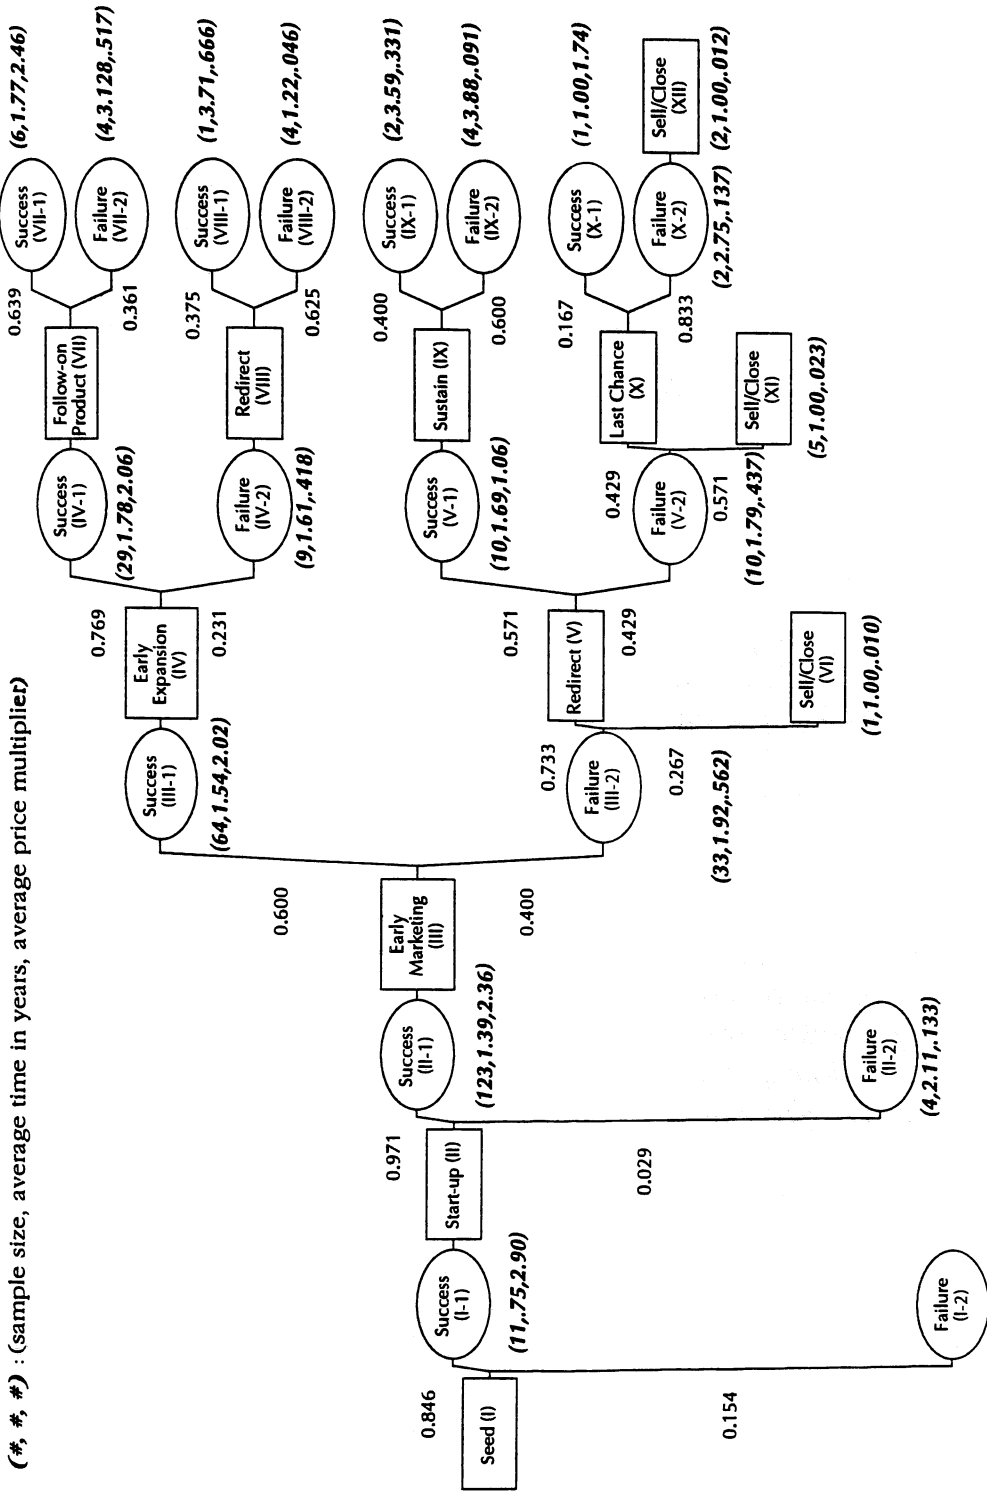 (#, #, #) : (sample size, average time in years, average price multiplier)
Seed (I)
0.846
0.154
Success
(I-1)
(11,.75,2.90)
Failure
(I-2)
Start-up (II)
0.971
0.029
Success
(II-1)
(123,1.39,2.36)
Failure
(II-2)
(4,2.11,.133)
Early
Marketing
(III)
0.600
0.400
Success
(III-1)
(64,1.54,2.02)
Failure
(III-2)
(33,1.92,.562)
0.733
0.267
Early
Expansion
(IV)
0.769
0.231
Redirect (V)
0.571
0.429
Sell/Close
(VI)
(1,1.00,.010)
Success
(IV-1)
(29,1.78,2.06)
Failure
(IV-2)
(9,1.61,.418)
Success
(V-1)
(10,1.69,1.06)
Failure
(V-2)
(10,1.79,.437)
0.429
0.571
Follow-on
Product (VII)
0.639
0.361
Redirect
(VIII)
0.375
0.625
Sustain (IX)
0.400
0.600
Last Chance
(X)
0.167
0.833
Sell/Close
(XI)
(5,1.00,.023)
Success
(VII-1)
(6,1.77,2.46)
Failure
(VII-2)
(4,3.128,.517)
Success
(VIII-1)
(1,3.71,.666)
Failure
(VIII-2)
(4,1.22,.046)
Success
(IX-1)
(2,3.59,.331)
Failure
(IX-2)
(4,3.88,.091)
Success
(X-1)
(1,1.00,1.74)
Failure
(X-2)
(2,2.75,.137)
Sell/Close
(XII)
(2,1.00,.012)